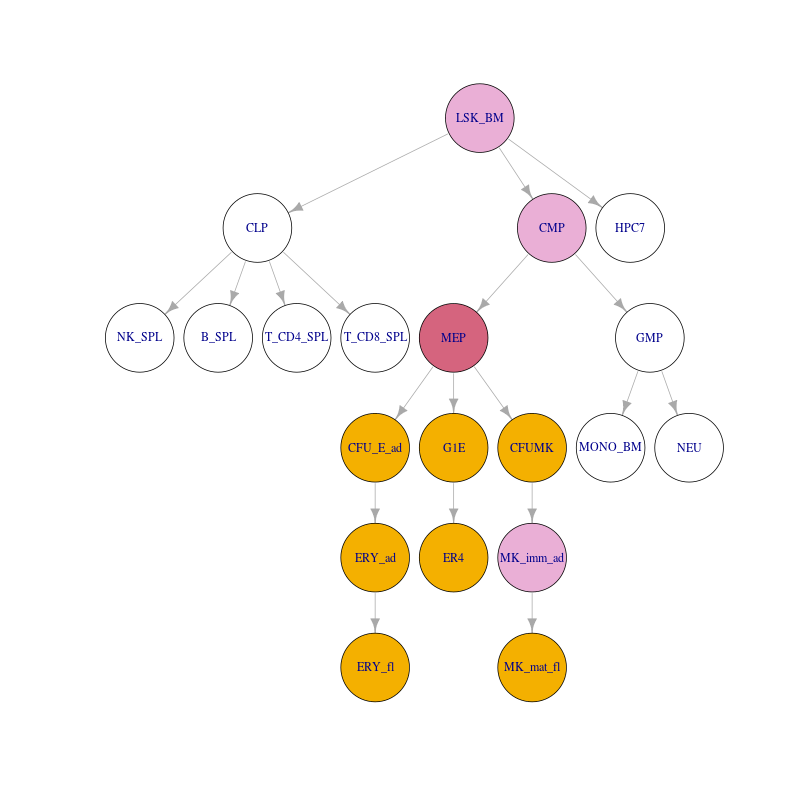 LSK_BM
CLP
CMP
HPC7
NK_SPL
B_SPL
T_CD4_SPL
T_CD8_SPL
MEP
GMP
CFU_E_ad
G1E
CFUMK
MONO_BM
NEU
ERY_ad
ER4
MK_imm_ad
ERY_fl
MK_mat_fl